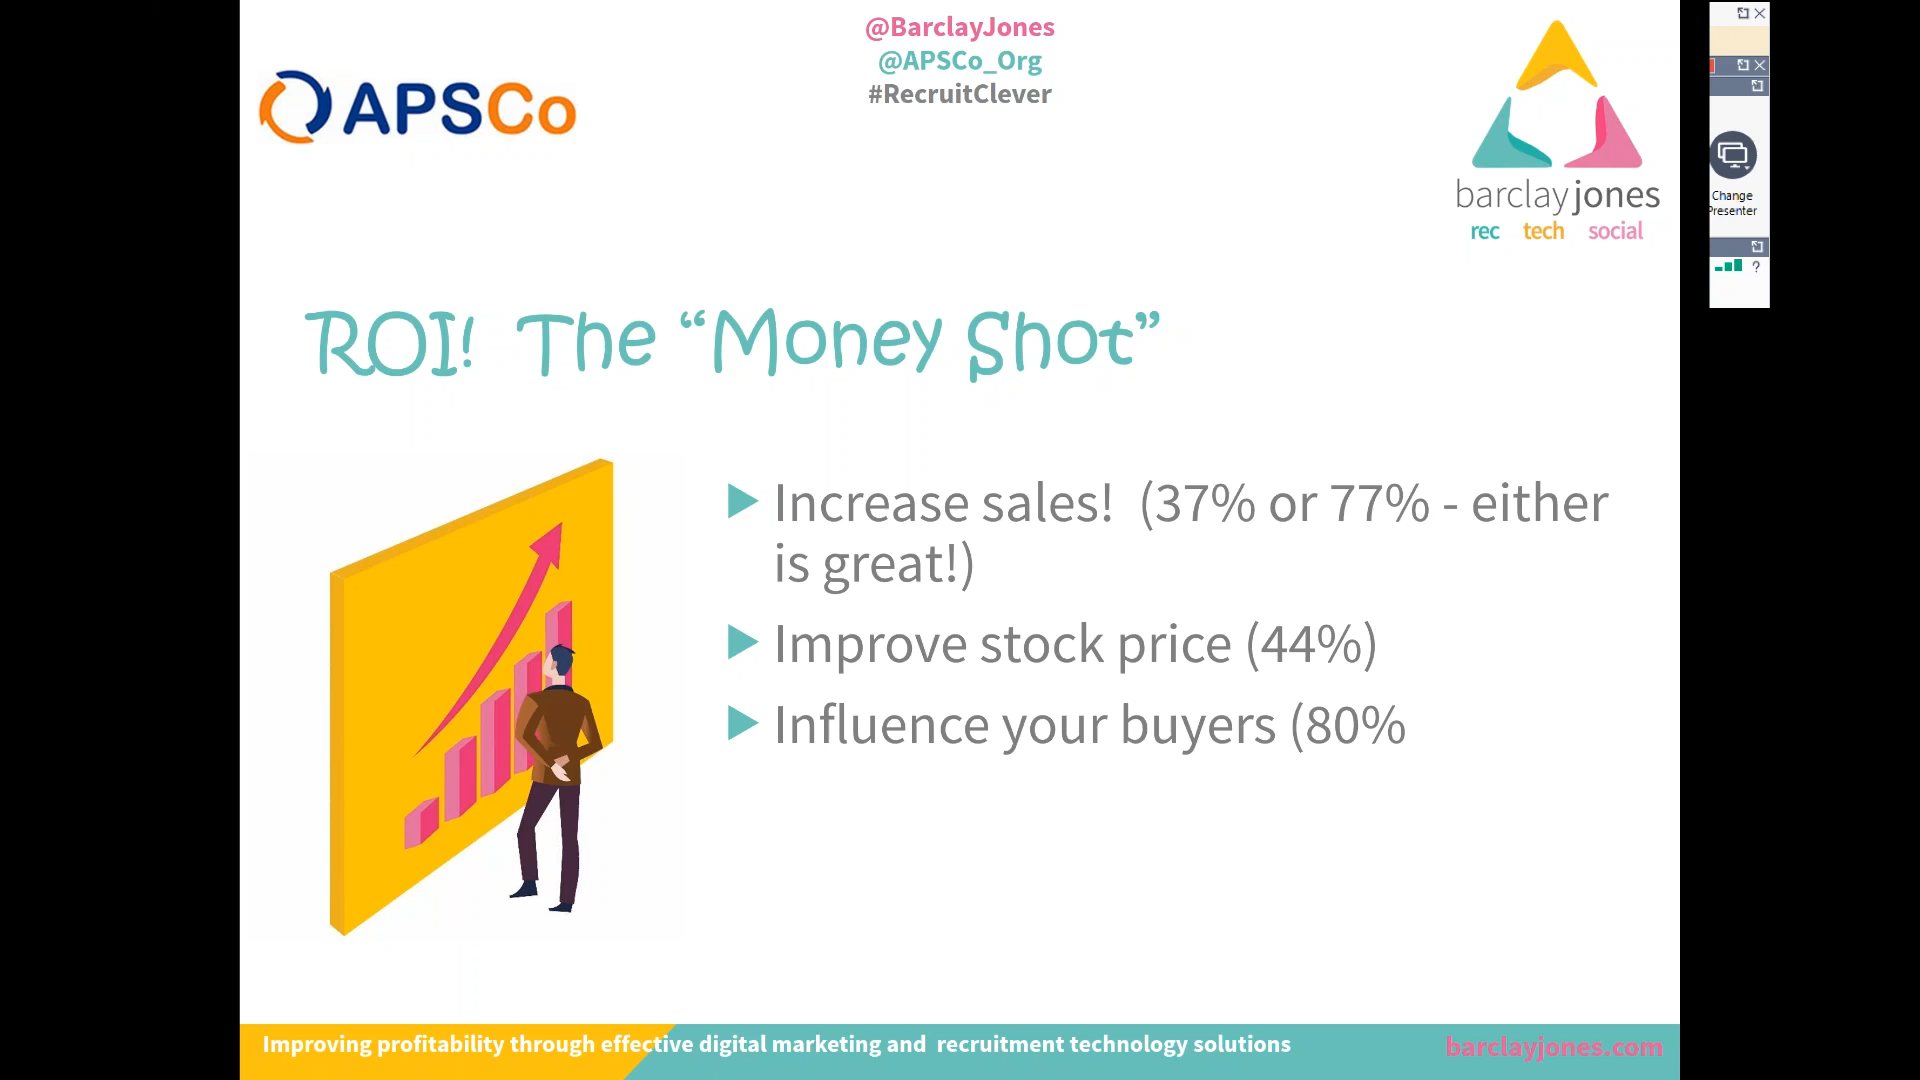 @BarclayJones
@APSCo_Org
#RecruitClever
APSCo
barclayjones
rec tech social
Change
Presenter
?
ROI!  The “Money Shot”
Increase sales!  (37% or 77% - either
is great!)
Improve stock price (44%)
Influence your buyers (80%
Improving profitability through effective digital marketing and  recruitment technology solutions
barclayjones.com